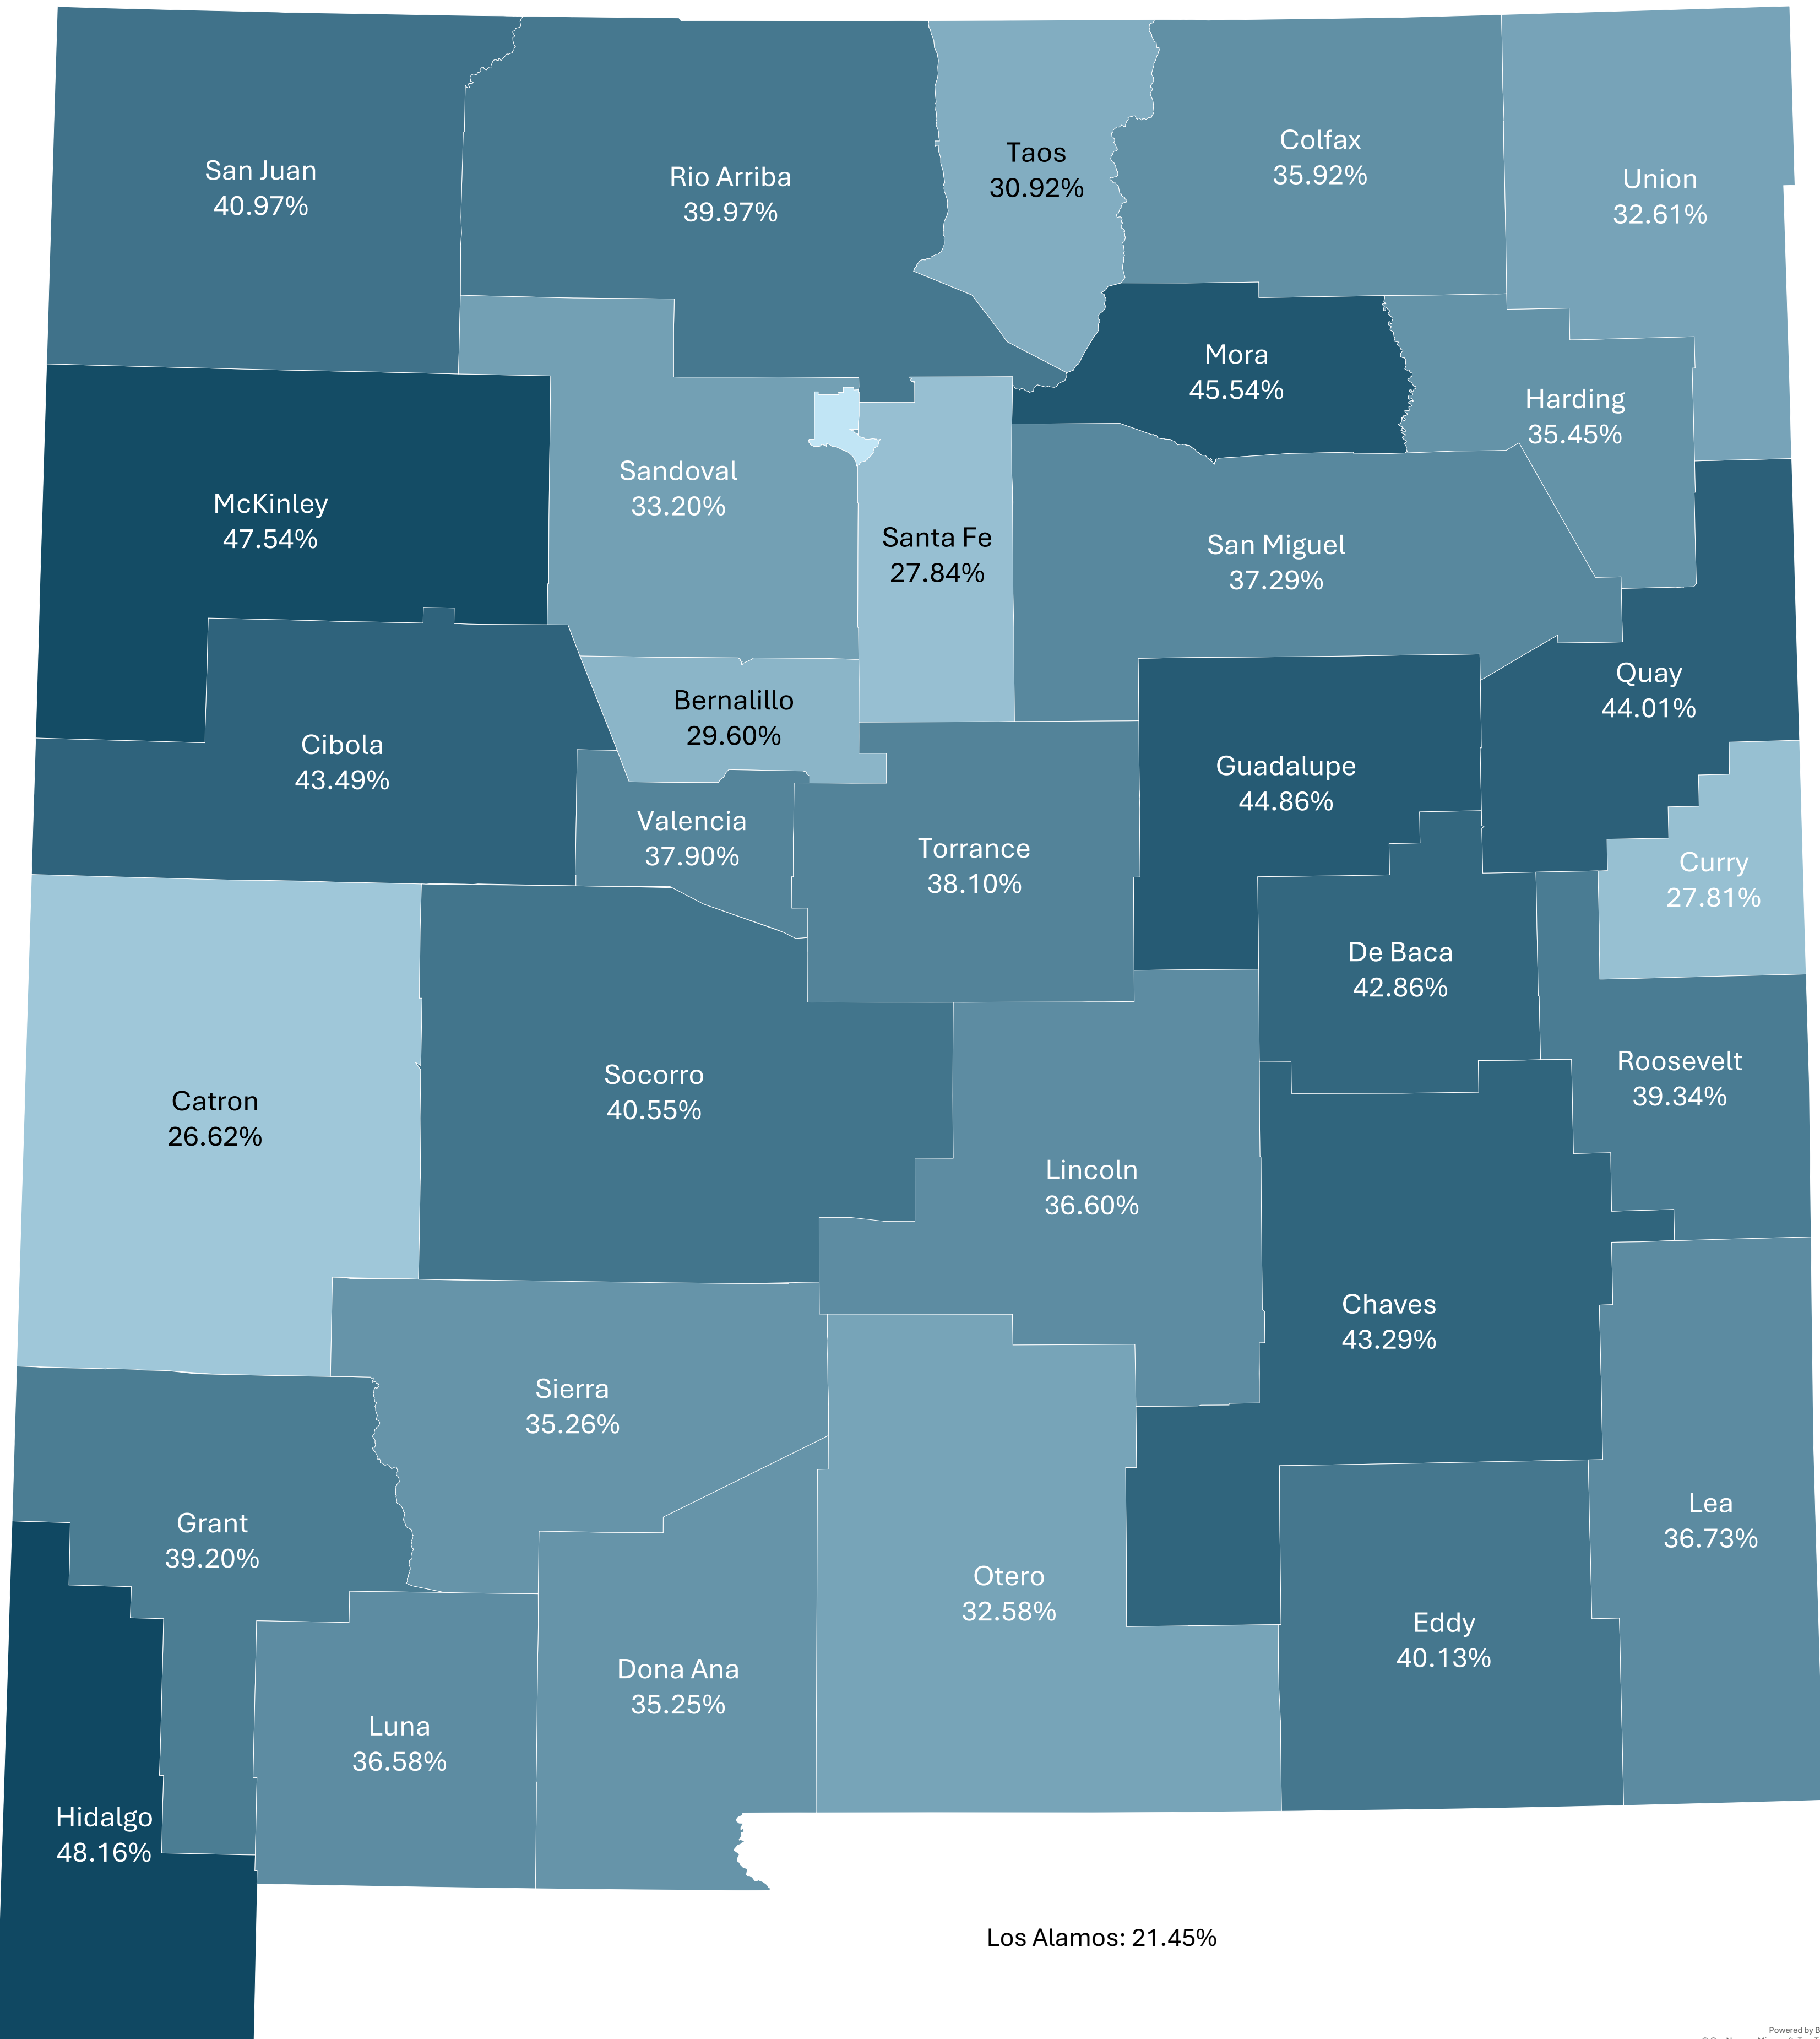 San Juan
40.97%
Rio Arriba
39.97%
Taos
30.92%
Colfax
35.92%
Union
32.61%
Mora
45.54%
Harding
35.45%
McKinley
47.54%
Sandoval
33.20%
Santa Fe
27.84%
San Miguel
37.29%
Quay
44.01%
Cibola
43.49%
Bernalillo
29.60%
Valencia
37.90%
Torrance
38.10%
Guadalupe
44.86%
Curry
27.81%
De Baca
42.86%
Roosevelt
39.34%
Catron
26.62%
Socorro
40.55%
Lincoln
36.60%
Chaves
43.29%
Sierra
35.26%
Grant
39.20%
Lea
36.73%
Otero
32.58%
Eddy
40.13%
Dona Ana
35.25%
Luna
36.58%
Hidalgo
48.16%
Los Alamos: 21.45%
Powered by B